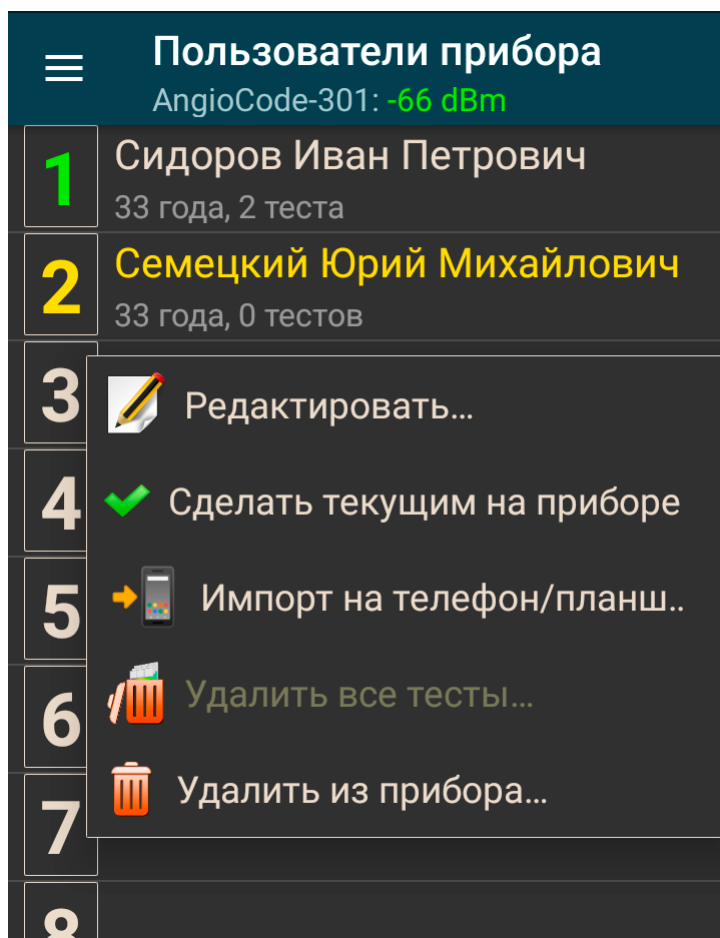 Пользователи прибора
AngioCode-301: -66 dBm
1
Сидоров Иван Петрович
33 года, 2 теста
2
Семецкий Юрий Михайлович
33 года, 0 тестов
3
Редактировать...
4
Сделать текущим на приборе
5
Импорт на телефон/планш..
6
Удалить все тесты...
7
Удалить из прибора...
8